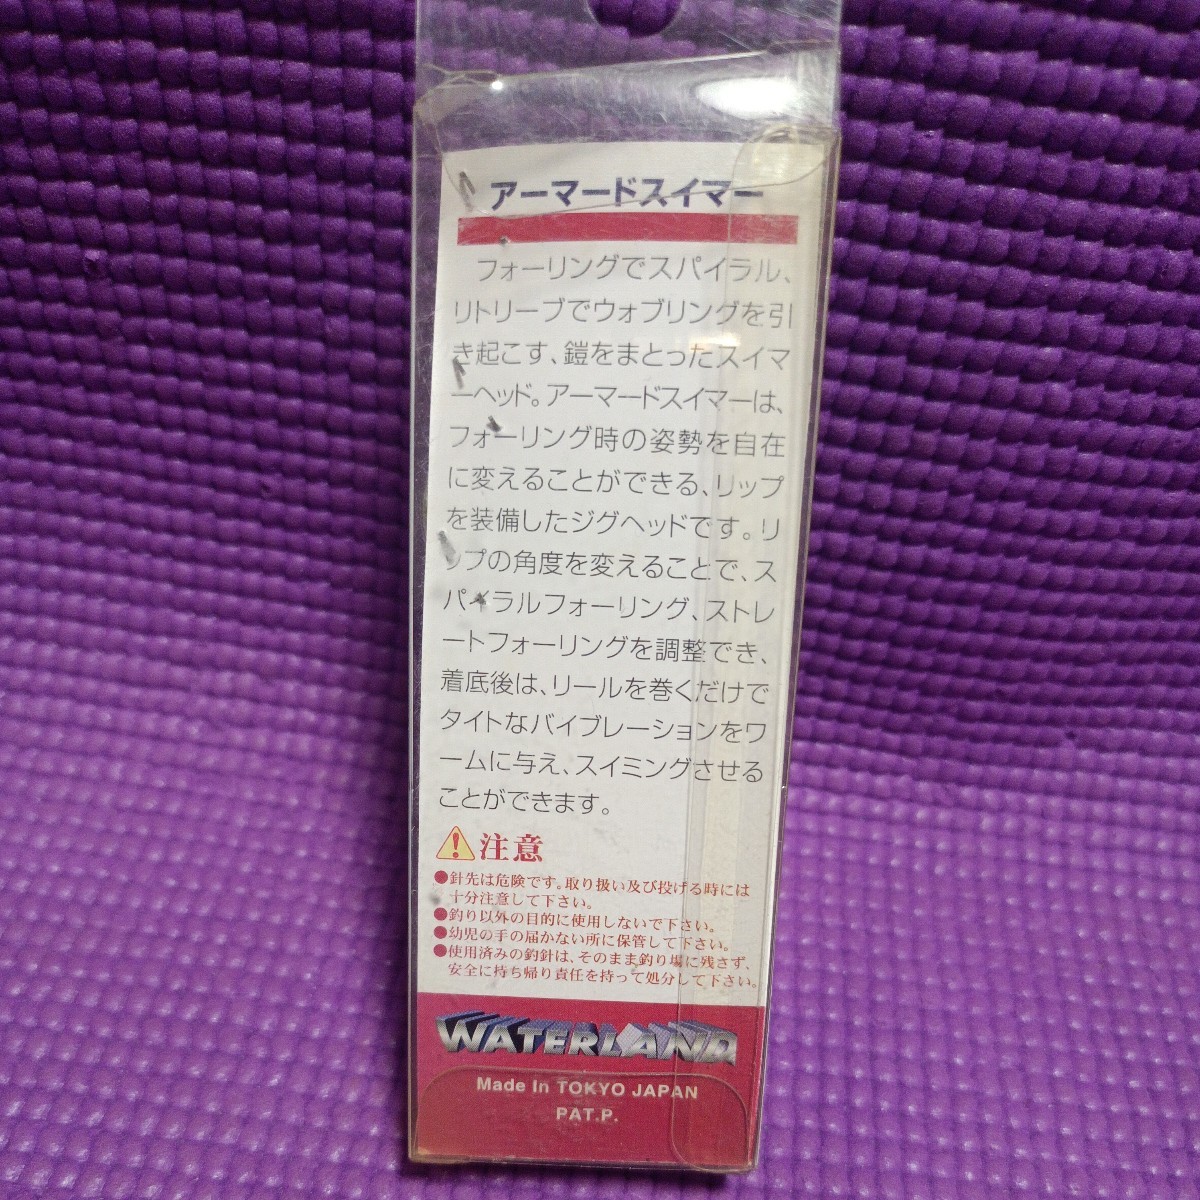 アーマードスイマー
フォーリングでスパイラル、
リトリーブでウォブリングを引
き起こす、鎧をまとったスイマ
ーヘッド。アーマードスイマーは、
フォーリング時の姿勢を自在
に変えることができる、リップ
を装備したジグヘッドです。リ
ップの角度を変えることで、ス
パイラルフォーリング、ストレ
ートフォーリングを調整でき、
着底後は、リールを巻くだけで
タイトなバイブレーションをワ
ームに与え、スイミングさせる
ことができます。
注意
●針先は危険です。取り扱い及び投げる時には
十分注意して下さい。
●釣り以外の目的に使用しないで下さい。
●幼児の手の届かない所に保管して下さい。
●使用済みの釣針は、そのまま釣り場に残さず、
安全に持ち帰り責任を持って処分して下さい。
WATERLAND
Made In TOKYO JAPAN
PAT.P.